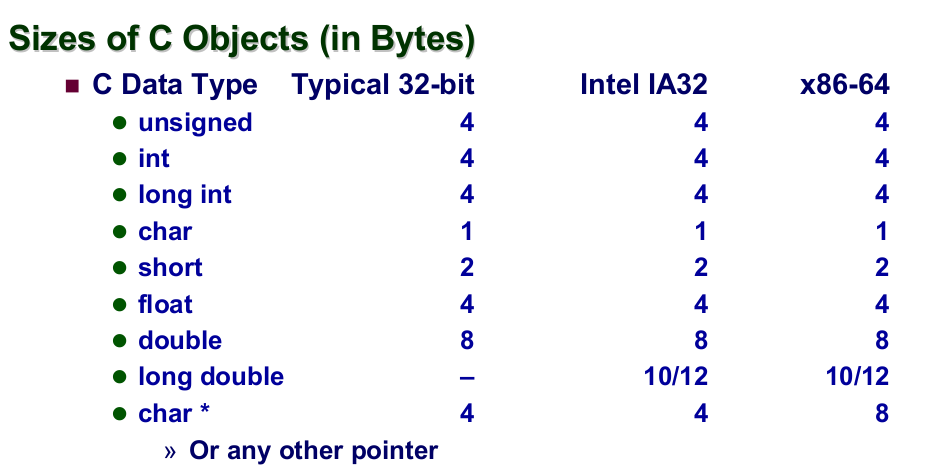 Sizes of C Objects (in Bytes)
C Data Type Typical 32-bit Intel IA32 x86-64
unsigned 4 4 4
int 4 4 4
long int 4 4 4
char 1 1 1
short 2 2 2
float 4 4 4
double 8 8 8
long double – 10/12 10/12
char * 4 4 8
» Or any other pointer